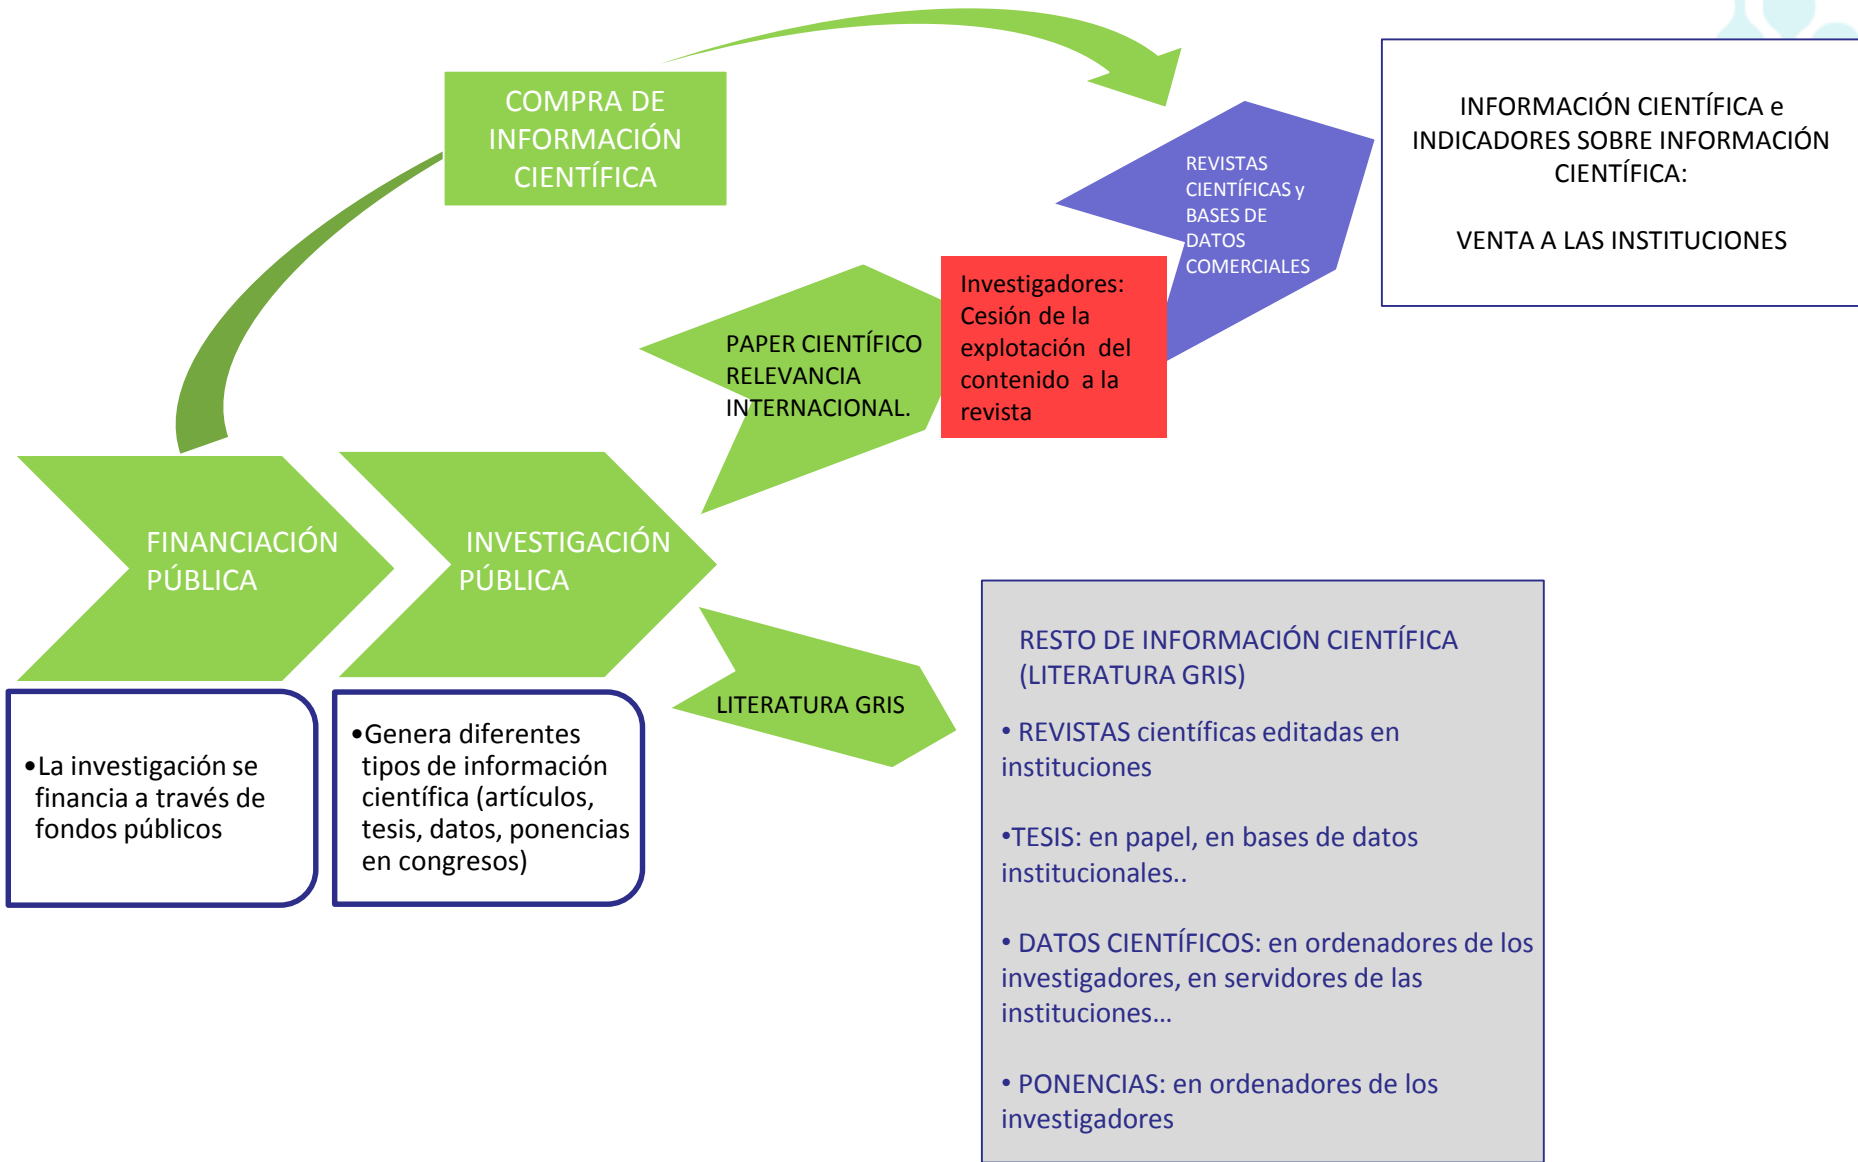 COMPRA DE
INFORMACIÓN
CIENTÍFICA
REVISTAS
CIENTÍFICAS y
BASES DE
DATOS
COMERCIALES
INFORMACIÓN CIENTÍFICA e
INDICADORES SOBRE INFORMACIÓN
CIENTÍFICA:
VENTA A LAS INSTITUCIONES
PAPER CIENTÍFICO
RELEVANCIA
INTERNACIONAL.
Investigadores:
Cesión de la
explotación del
contenido a la
revista
FINANCIACIÓN
PÚBLICA
INVESTIGACIÓN
PÚBLICA
•La investigación se
financia a través de
fondos públicos
•Genera diferentes
tipos de información
científica (artículos,
tesis, datos, ponencias
en congresos)
LITERATURA GRIS
RESTO DE INFORMACIÓN CIENTÍFICA
(LITERATURA GRIS)
• REVISTAS científicas editadas en
instituciones
•TESIS: en papel, en bases de datos
institucionales..
• DATOS CIENTÍFICOS: en ordenadores de los
investigadores, en servidores de las
instituciones…
• PONENCIAS: en ordenadores de los
investigadores